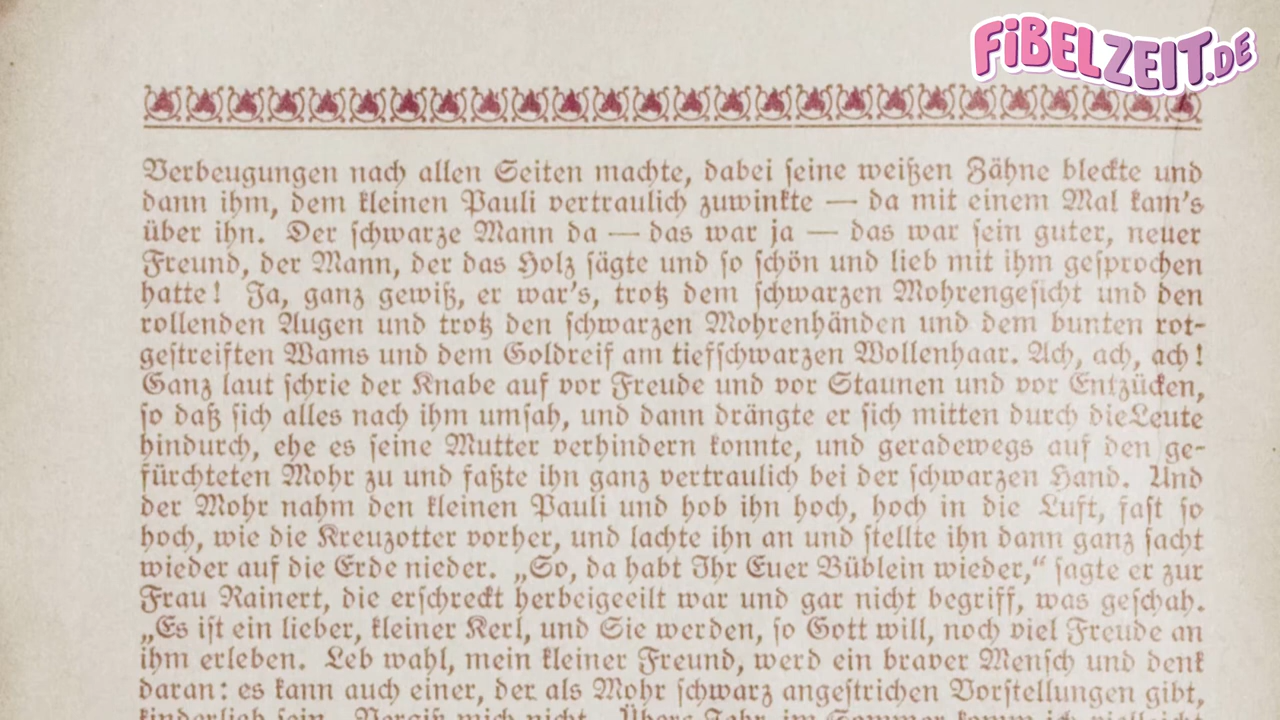 FiBELZEIT.DE
Verbeugungen nach allen Seiten machte, dabei seine weißen Zähne bleckte und
dann ihm, dem kleinen Pauli vertraulich zuwinkte — da mit einem Mal kam's
über ihn. Der schwarze Mann da — das war ja — das war sein guter, neuer
Freund, der Mann, der das Holz sägte und so schön und lieb mit ihm gesprochen
hatte! Ja, ganz gewiß, er war's, trotz dem schwarzen Mohrengesicht und den
rollenden Augen und trotz den schwarzen Mohrenhänden und dem bunten rot-
gestreiften Wams und dem Goldreif am tiefschwarzen Wollenhaar. Ach, ach, ach!
Ganz laut schrie der Knabe auf vor Freude und vor Staunen und vor Entzücken,
so daß sich alles nach ihm umsah, und dann drängte er sich mitten durch die Leute
hindurch, ehe es seine Mutter verhindern konnte, und geradewegs auf den ge-
fürchteten Mohr zu und faßte ihn ganz vertraulich bei der schwarzen Hand. Und
der Mohr nahm den kleinen Pauli und hob ihn hoch, hoch in die Luft, fast so
hoch, wie die Kreuzotter vorher, und lachte ihn an und stellte ihn dann ganz sacht
wieder auf die Erde nieder. „So, da habt Ihr Euer Büblein wieder,“ sagte er zur
Frau Rainert, die erschreckt herbeigeeilt war und gar nicht begriff, was geschah.
„Es ist ein lieber, kleiner Kerl, und Sie werden, so Gott will, noch viel Freude an
ihm erleben. Leb wahl, mein kleiner Freund, werd ein braver Mensch und denk
daran: es kann auch einer, der als Mohr schwarz angestrichen Vorstellungen gibt,
kinderlieb sein. Vergiß mich nicht. Übers Jahr, im Sommer komm ich